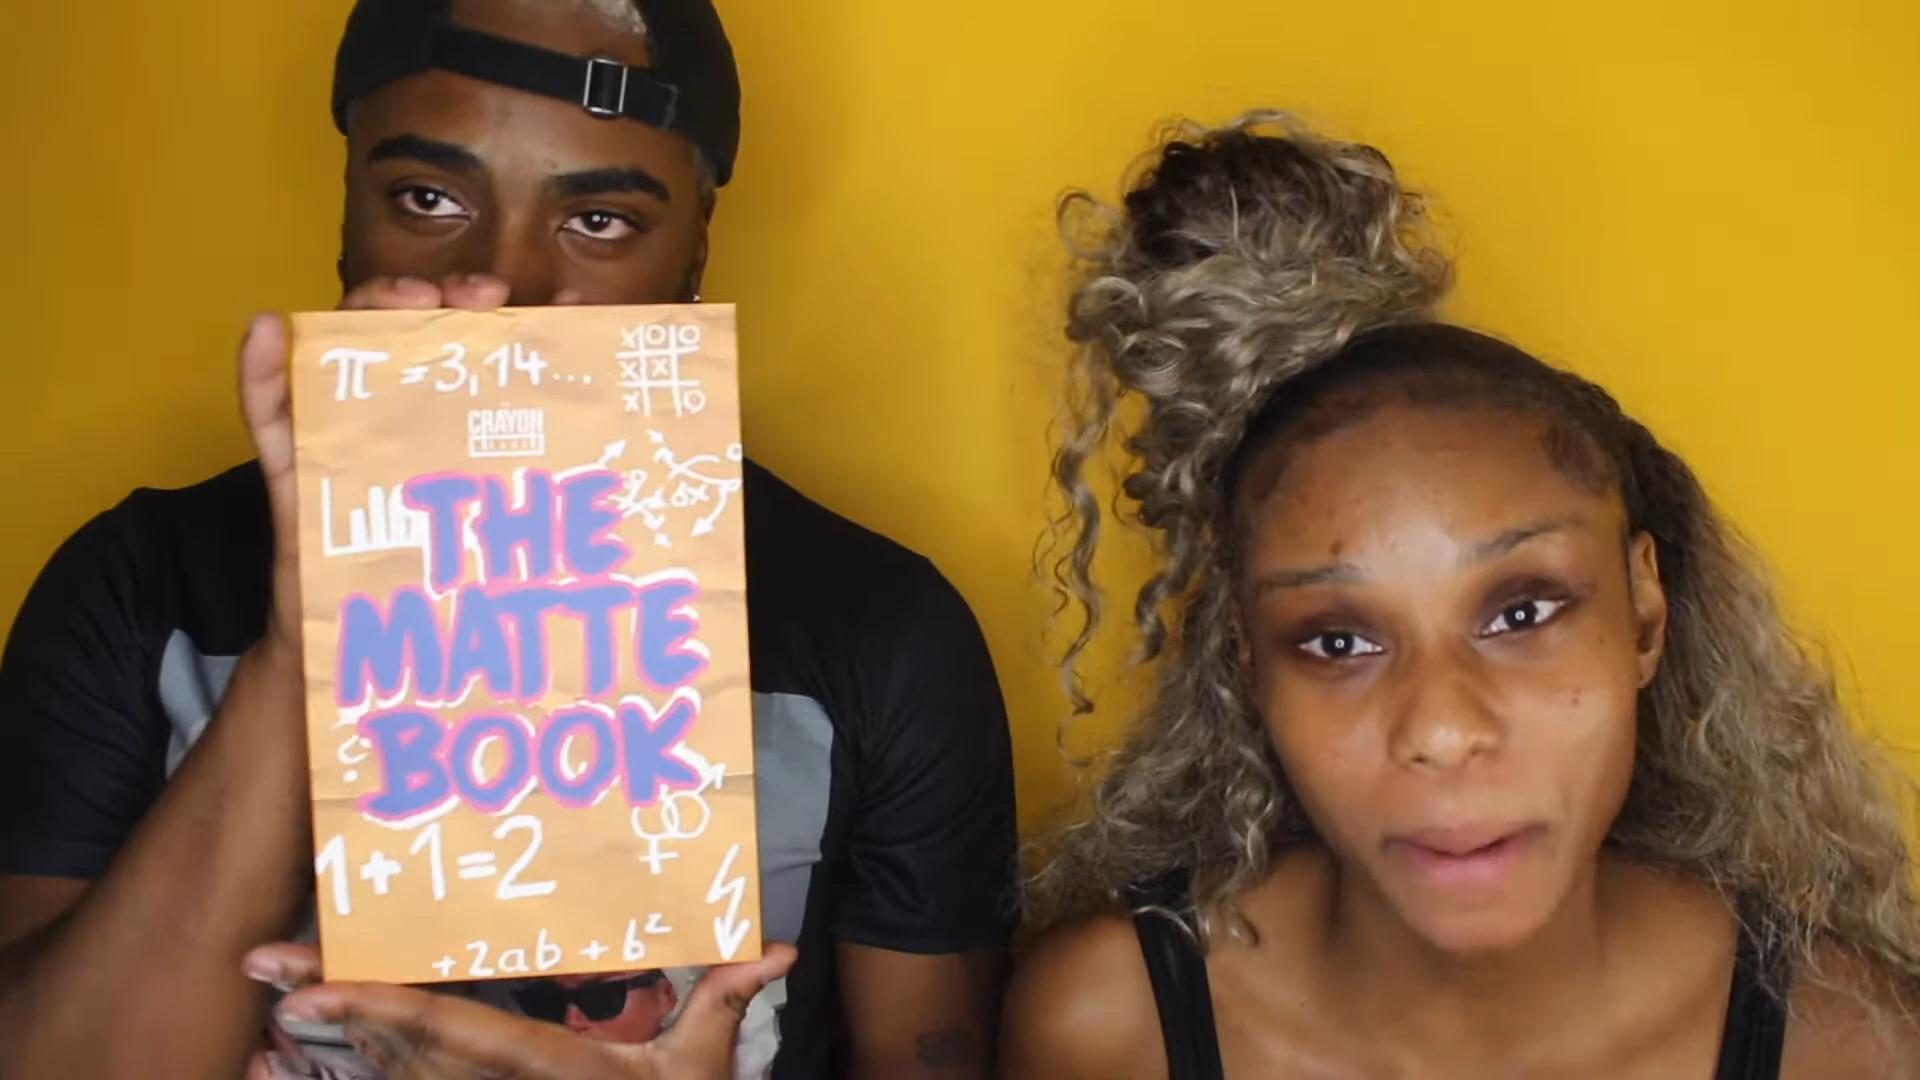 π = 3,14...
X O O
X X
X O
CRAYON
THE
MATTE
BOOK
1+1=2
+2ab+b²